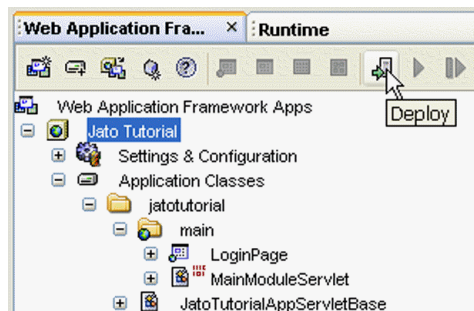 Web Application Fra... × Runtime
Deploy
Web Application Framework Apps
Jato Tutorial
Settings & Configuration
Application Classes
jatotutorial
main
LoginPage
MainModuleServlet
JatoTutorialAppServletBase